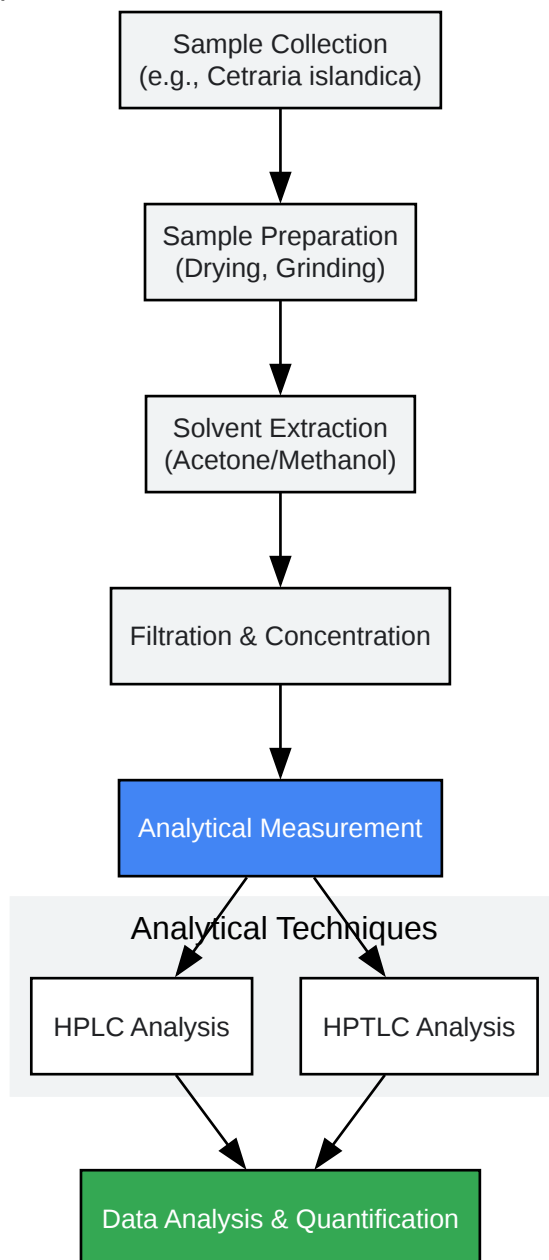 Sample Collection
(e.g., Cetraria islandica)
Sample Preparation
(Drying, Grinding)
Solvent Extraction
(Acetone/Methanol)
Filtration & Concentration
Analytical Measurement
Analytical Techniques
HPLC Analysis
HPTLC Analysis
Data Analysis & Quantification